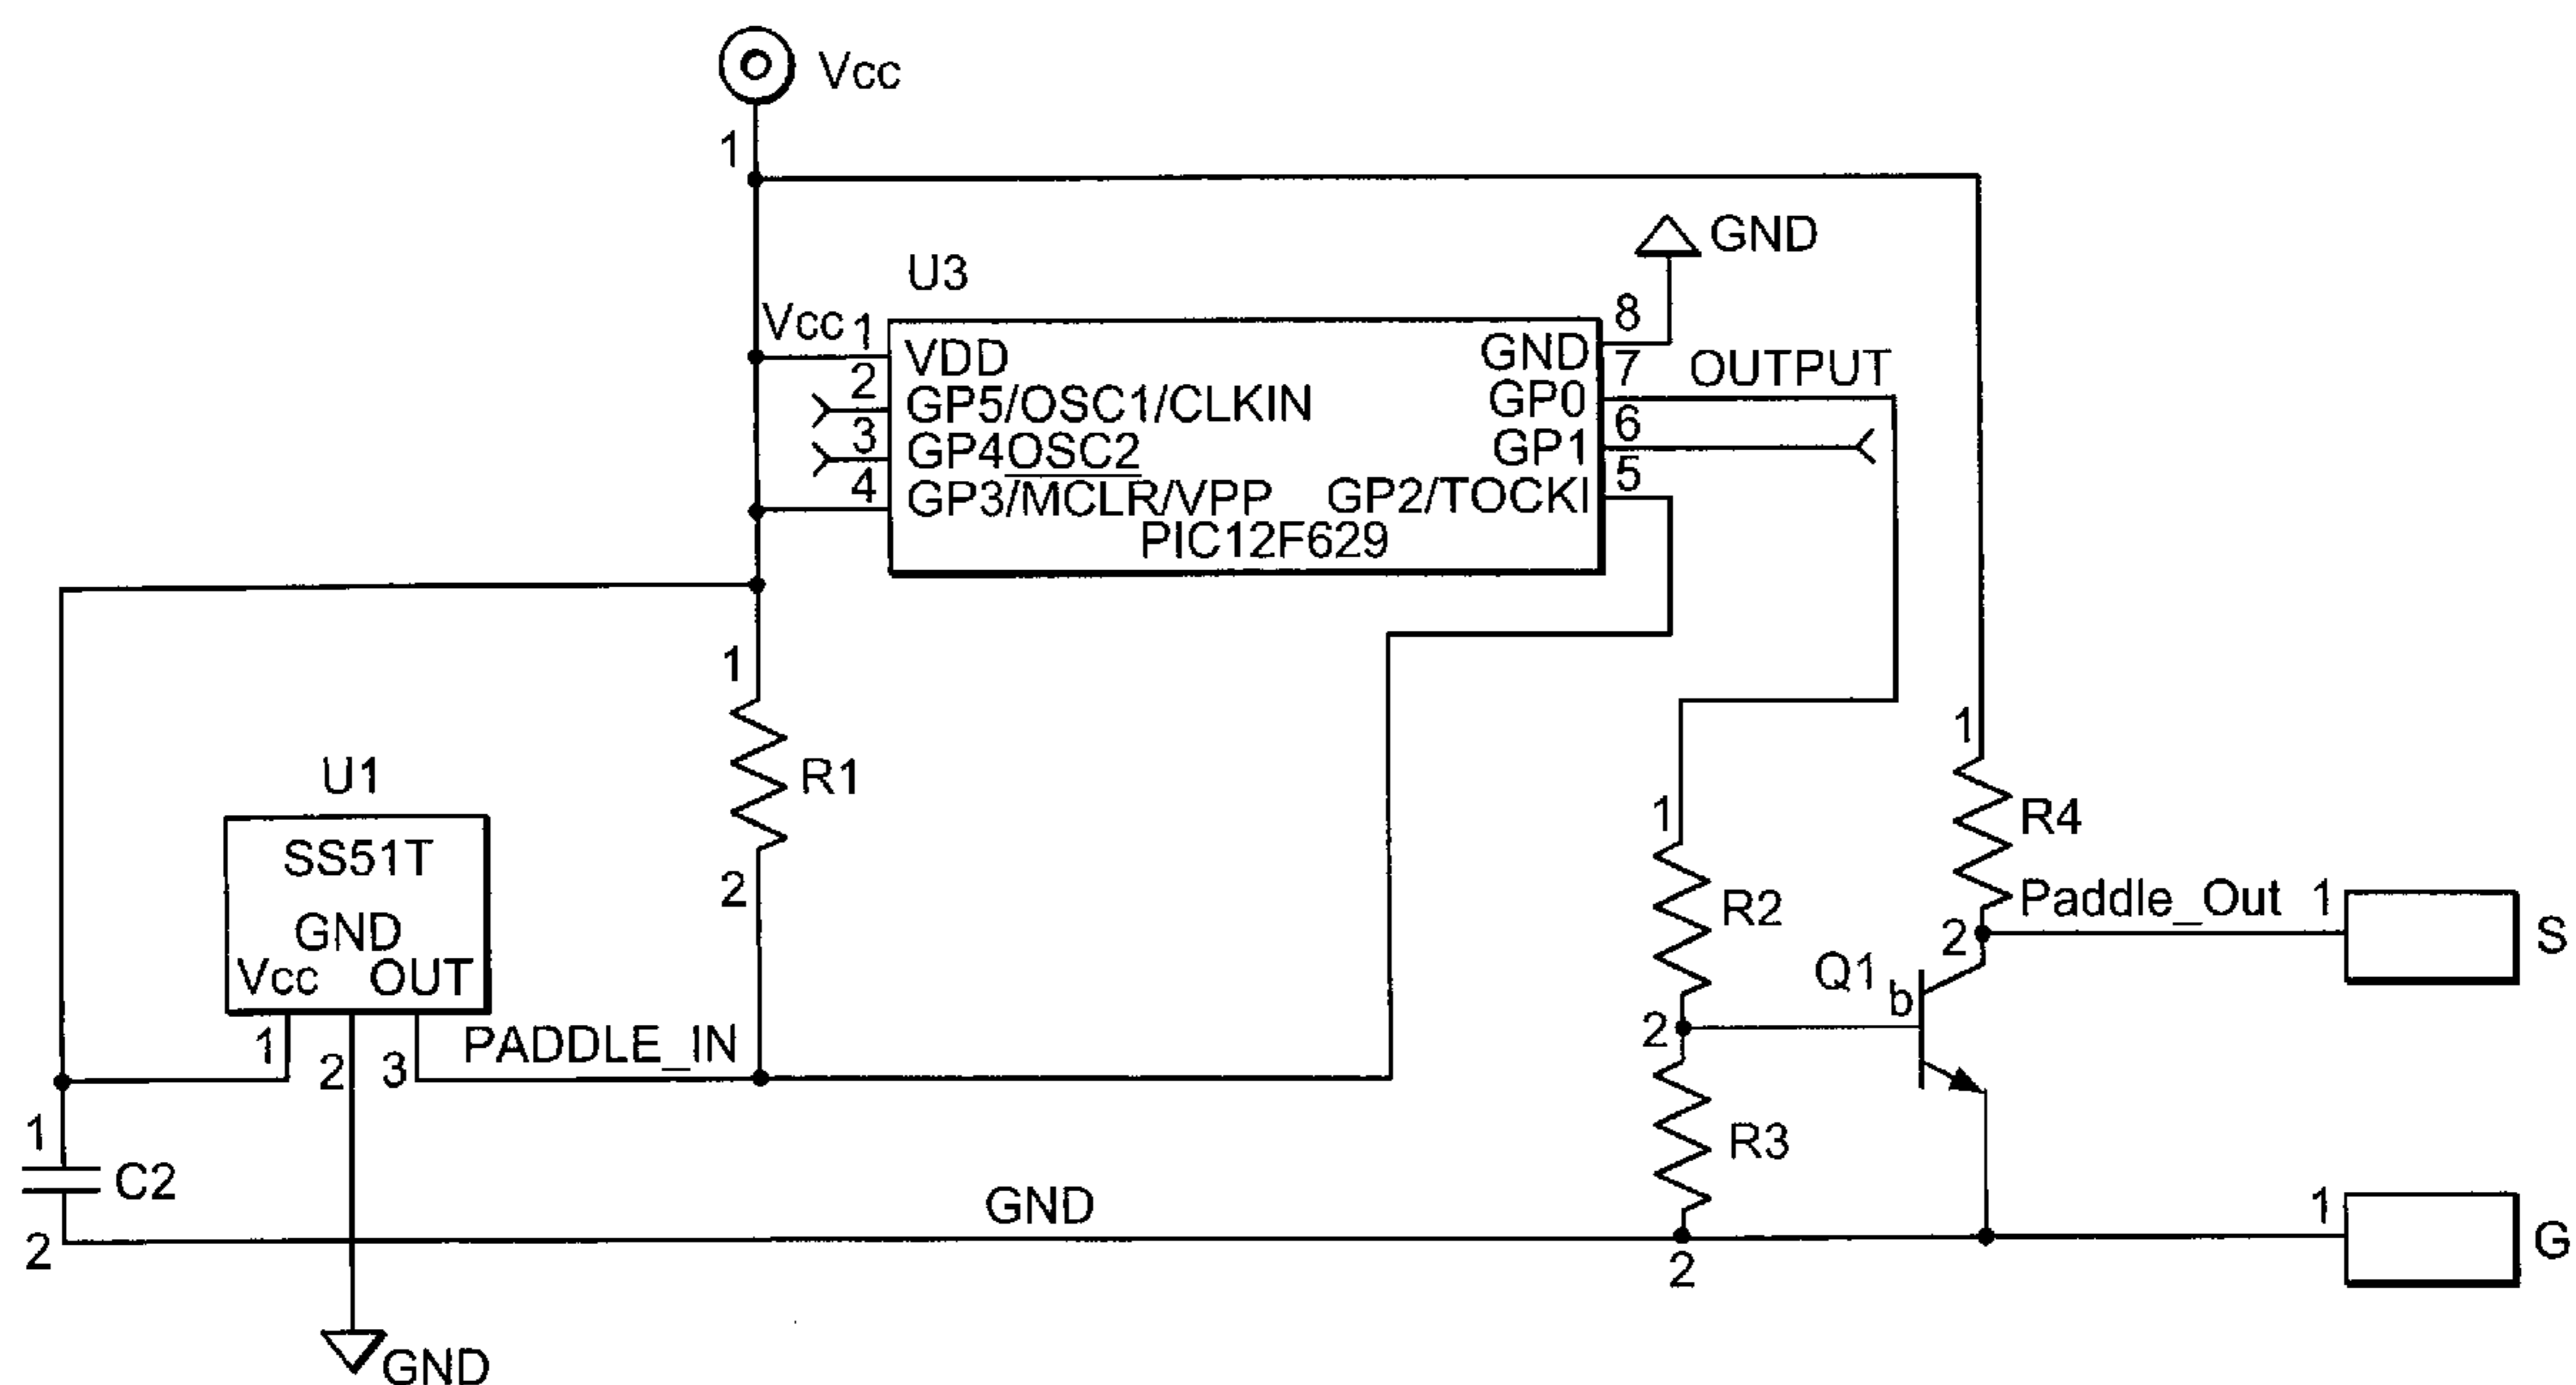 Vcc
1
GND
U3
Vcc 1
8
VDD
GND
7
OUTPUT
2
GP5/OSC1/CLKIN
GP0
6
3
GP4OSC2
GP1
5
4
GP3/MCLR/VPP
GP2/TOCKI
PIC12F629
1
R1
2
U1
SS51T
GND
Vcc OUT
1
2
3
PADDLE_IN
1
C2
2
GND
GND
1
R2
2
R3
2
1
R4
2
Paddle_Out 1
S
Q1
b
1
G